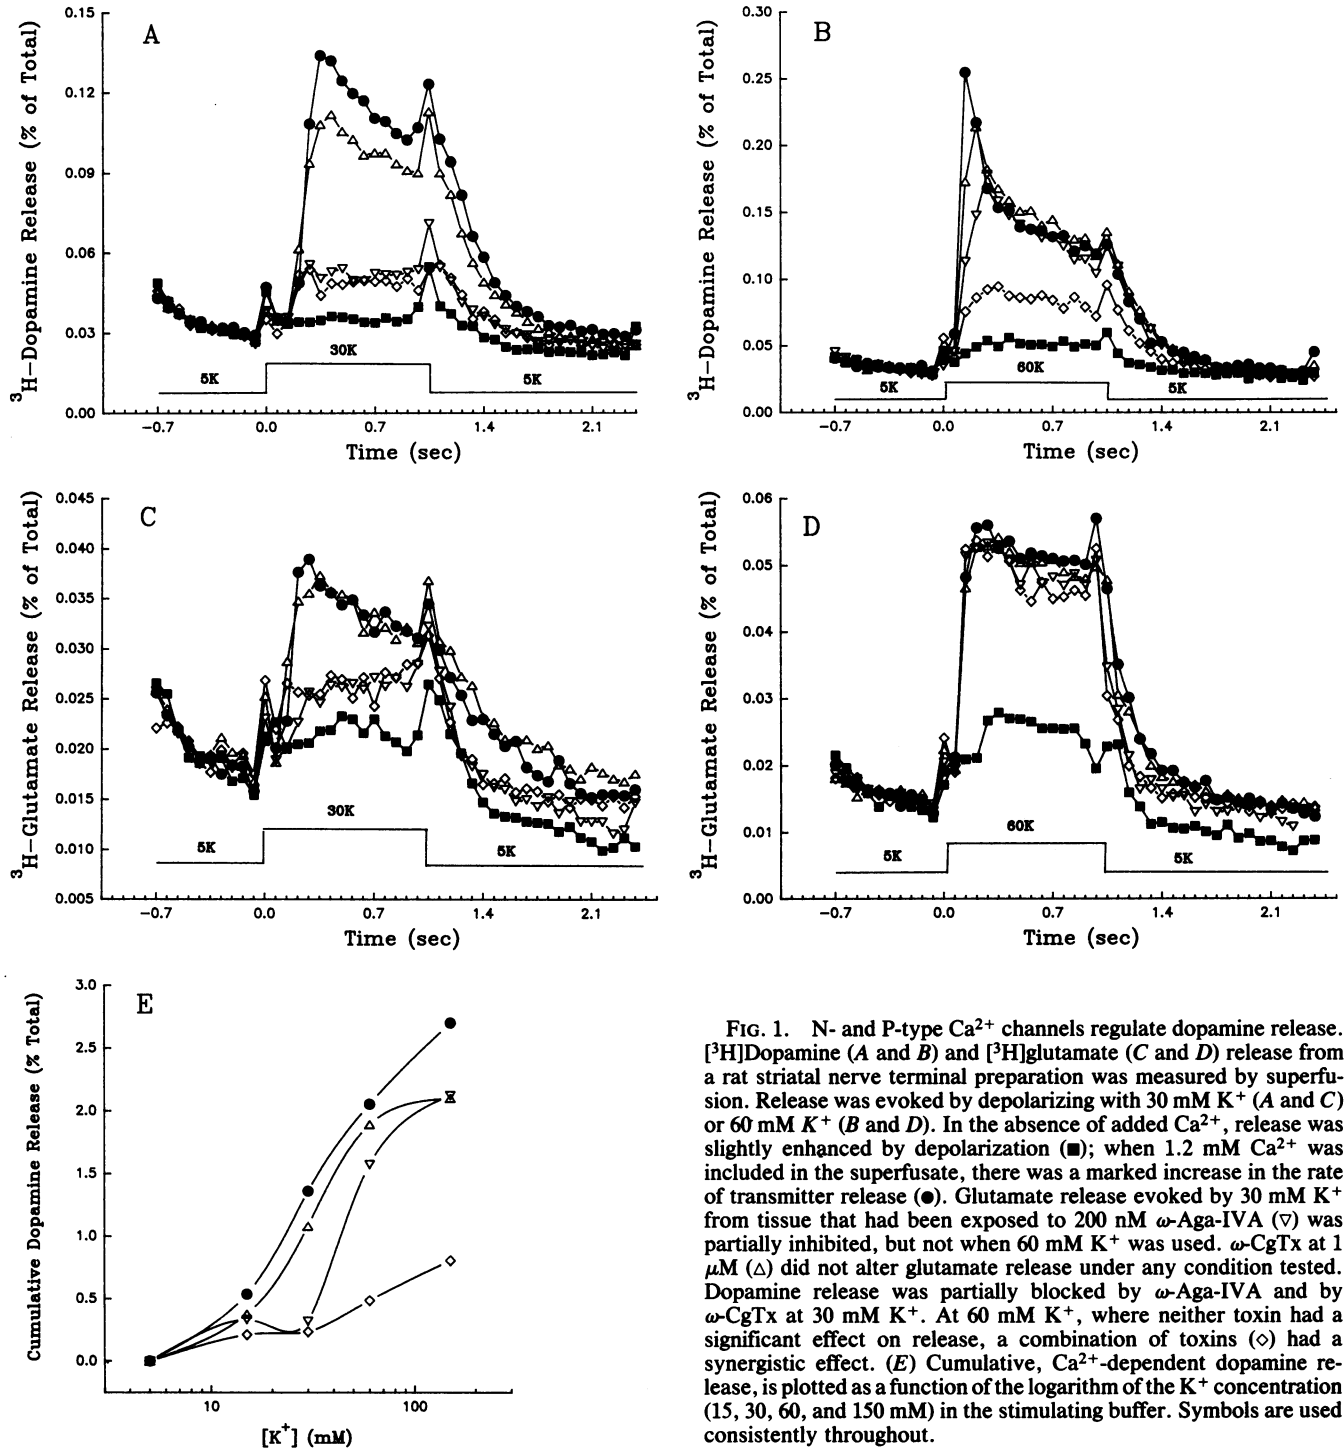 A
³H-Dopamine Release (% of Total)
0.15
0.12
0.09
0.06
0.03
0.00
5K
30K
5K
-0.7
0.0
0.7
1.4
2.1
Time (sec)
B
³H-Dopamine Release (% of Total)
0.30
0.25
0.20
0.15
0.10
0.05
0.00
5K
60K
5K
-0.7
0.0
0.7
1.4
2.1
Time (sec)
C
³H-Glutamate Release (% of Total)
0.045
0.040
0.035
0.030
0.025
0.020
0.015
0.010
0.005
5K
30K
5K
-0.7
0.0
0.7
1.4
2.1
Time (sec)
D
³H-Glutamate Release (% of Total)
0.06
0.05
0.04
0.03
0.02
0.01
0.00
5K
60K
5K
-0.7
0.0
0.7
1.4
2.1
Time (sec)
E
Cumulative Dopamine Release (% Total)
3.0
2.5
2.0
1.5
1.0
0.5
0.0
10
100
[K⁺] (mM)
FIG. 1. N- and P-type Ca²⁺ channels regulate dopamine release.
[³H]Dopamine (A and B) and [³H]glutamate (C and D) release from
a rat striatal nerve terminal preparation was measured by superfu-
sion. Release was evoked by depolarizing with 30 mM K⁺ (A and C)
or 60 mM K⁺ (B and D). In the absence of added Ca²⁺, release was
slightly enhanced by depolarization (■); when 1.2 mM Ca²⁺ was
included in the superfusate, there was a marked increase in the rate
of transmitter release (●). Glutamate release evoked by 30 mM K⁺
from tissue that had been exposed to 200 nM ω-Aga-IVA (▽) was
partially inhibited, but not when 60 mM K⁺ was used. ω-CgTx at 1
μM (△) did not alter glutamate release under any condition tested.
Dopamine release was partially blocked by ω-Aga-IVA and by
ω-CgTx at 30 mM K⁺. At 60 mM K⁺, where neither toxin had a
significant effect on release, a combination of toxins (◇) had a
synergistic effect. (E) Cumulative, Ca²⁺-dependent dopamine re-
lease, is plotted as a function of the logarithm of the K⁺ concentration
(15, 30, 60, and 150 mM) in the stimulating buffer. Symbols are used
consistently throughout.